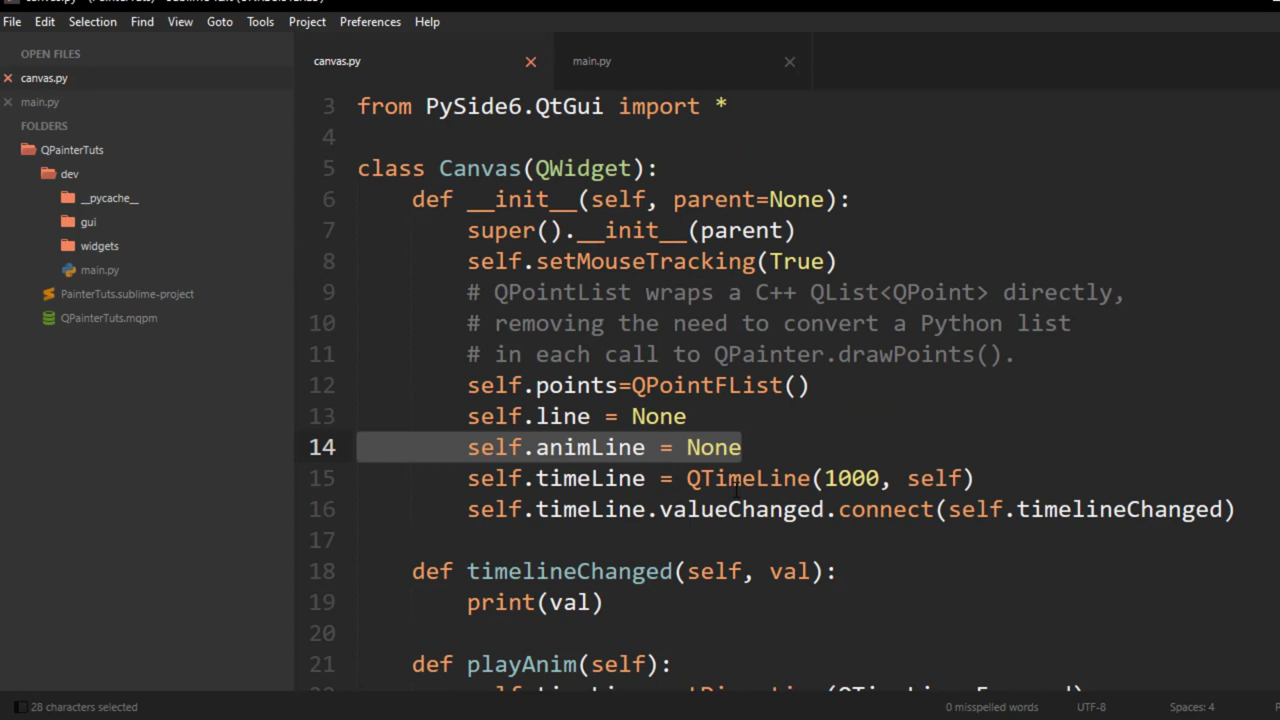 File Edit Selection Find View Goto Tools Project Preferences Help
OPEN FILES
canvas.py
main.py
FOLDERS
QPainterTuts
dev
__pycache__
gui
widgets
main.py
PainterTuts.sublime-project
QPainterTuts.mqpm
canvas.py main.py
3 from PySide6.QtGui import *
4
5 class Canvas(QWidget):
6 def __init__(self, parent=None):
7 super().__init__(parent)
8 self.setMouseTracking(True)
9 # QPointList wraps a C++ QList<QPoint> directly,
10 # removing the need to convert a Python list
11 # in each call to QPainter.drawPoints().
12 self.points=QPointFList()
13 self.line = None
14 self.animLine = None
15 self.timeLine = QTimeLine(1000, self)
16 self.timeLine.valueChanged.connect(self.timelineChanged)
17
18 def timelineChanged(self, val):
19 print(val)
20
21 def playAnim(self):
28 characters selected 0 misspelled words UTF-8 Spaces: 4